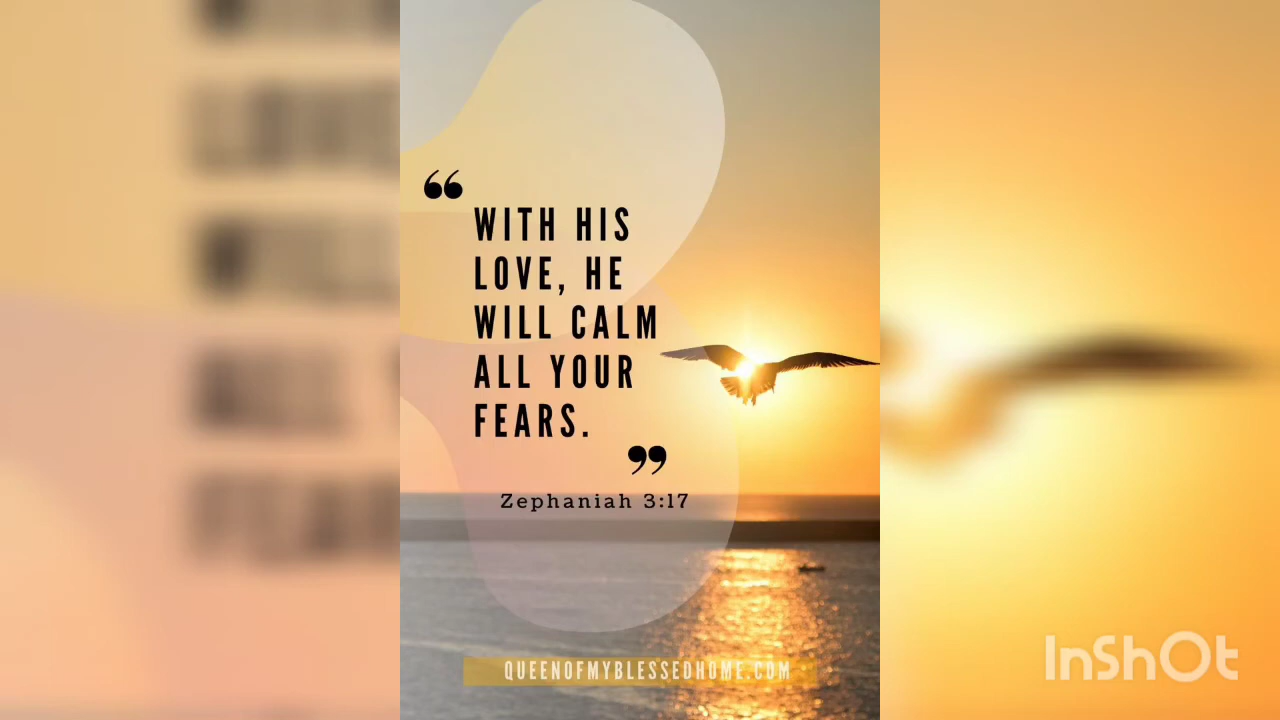 “
WITH HIS
LOVE, HE
WILL CALM
ALL YOUR
FEARS.
”
Zephaniah 3:17
QUEENOFMYBLESSEDHOME.COM
InShOt